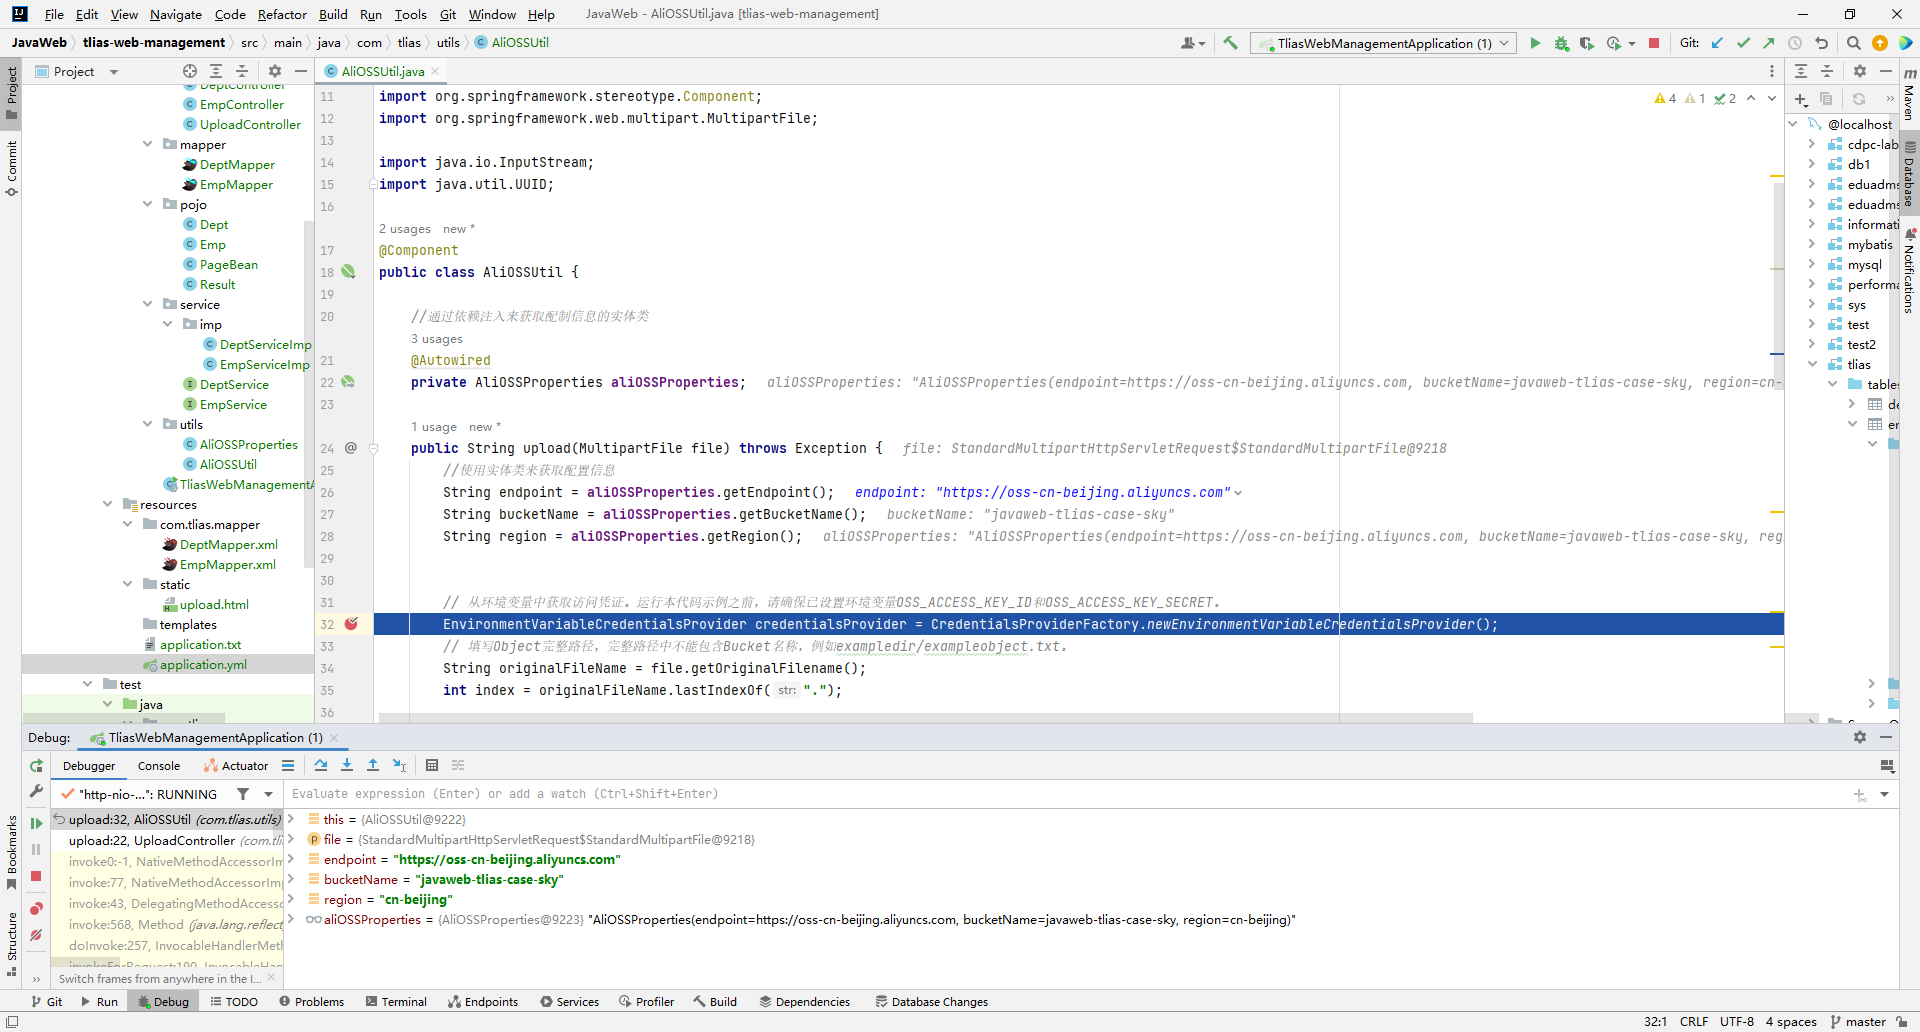 File Edit View Navigate Code Refactor Build Run Tools Git Window Help JavaWeb - AliOSSUtil.java [tlias-web-management]
JavaWeb tlias-web-management src main java com tlias utils AliOSSUtil
TliasWebManagementApplication (1) Git:
Project
AliOSSUtil.java
DeptController
EmpController
UploadController
mapper
DeptMapper
EmpMapper
pojo
Dept
Emp
PageBean
Result
service
imp
DeptServiceImp
EmpServiceImp
DeptService
EmpService
utils
AliOSSProperties
AliOSSUtil
TliasWebManagementA
resources
com.tlias.mapper
DeptMapper.xml
EmpMapper.xml
static
upload.html
templates
application.txt
application.yml
test
java
Project
Commit
Bookmarks
Structure
4 1 2
11 import org.springframework.stereotype.Component;
12 import org.springframework.web.multipart.MultipartFile;
13
14 import java.io.InputStream;
15 import java.util.UUID;
16
2 usages new *
17 @Component
18 public class AliOSSUtil {
19
20 //通过依赖注入来获取配制信息的实体类
3 usages
21 @Autowired
22 private AliOSSProperties aliOSSProperties; aliOSSProperties: "AliOSSProperties(endpoint=https://oss-cn-beijing.aliyuncs.com, bucketName=javaweb-tlias-case-sky, region=cn-
23
1 usage new *
24 @ public String upload(MultipartFile file) throws Exception { file: StandardMultipartHttpServletRequest$StandardMultipartFile@9218
25 //使用实体类来获取配置信息
26 String endpoint = aliOSSProperties.getEndpoint(); endpoint: "https://oss-cn-beijing.aliyuncs.com"
27 String bucketName = aliOSSProperties.getBucketName(); bucketName: "javaweb-tlias-case-sky"
28 String region = aliOSSProperties.getRegion(); aliOSSProperties: "AliOSSProperties(endpoint=https://oss-cn-beijing.aliyuncs.com, bucketName=javaweb-tlias-case-sky, reg
29
30
31 // 从环境变量中获取访问凭证。运行本代码示例之前，请确保已设置环境变量OSS_ACCESS_KEY_ID和OSS_ACCESS_KEY_SECRET。
32 EnvironmentVariableCredentialsProvider credentialsProvider = CredentialsProviderFactory.newEnvironmentVariableCredentialsProvider();
33 // 填写Object完整路径，完整路径中不能包含Bucket名称，例如exampledir/exampleobject.txt。
34 String originalFileName = file.getOriginalFilename();
35 int index = originalFileName.lastIndexOf( str: ".");
36
@localhost
cdpc-lab
db1
eduadms
eduadms
informati
mybatis
mysql
performa
sys
test
test2
tlias
tables
de
er
Maven
Database
Notifications
Debug: TliasWebManagementApplication (1)
Debugger Console Actuator
"http-nio-...": RUNNING
Evaluate expression (Enter) or add a watch (Ctrl+Shift+Enter)
upload:32, AliOSSUtil (com.tlias.utils)
upload:22, UploadController (com.tli
invoke0:-1, NativeMethodAccessorIm
invoke:77, NativeMethodAccessorImp
invoke:43, DelegatingMethodAccesso
invoke:568, Method (java.lang.reflect
doInvoke:257, InvocableHandlerMeth
invokeForRequest:190, InvocableHan
Switch frames from anywhere in the I...
this = {AliOSSUtil@9222}
file = {StandardMultipartHttpServletRequest$StandardMultipartFile@9218}
endpoint = "https://oss-cn-beijing.aliyuncs.com"
bucketName = "javaweb-tlias-case-sky"
region = "cn-beijing"
aliOSSProperties = {AliOSSProperties@9223} "AliOSSProperties(endpoint=https://oss-cn-beijing.aliyuncs.com, bucketName=javaweb-tlias-case-sky, region=cn-beijing)"
Git Run Debug TODO Problems Terminal Endpoints Services Profiler Build Dependencies Database Changes
32:1 CRLF UTF-8 4 spaces master